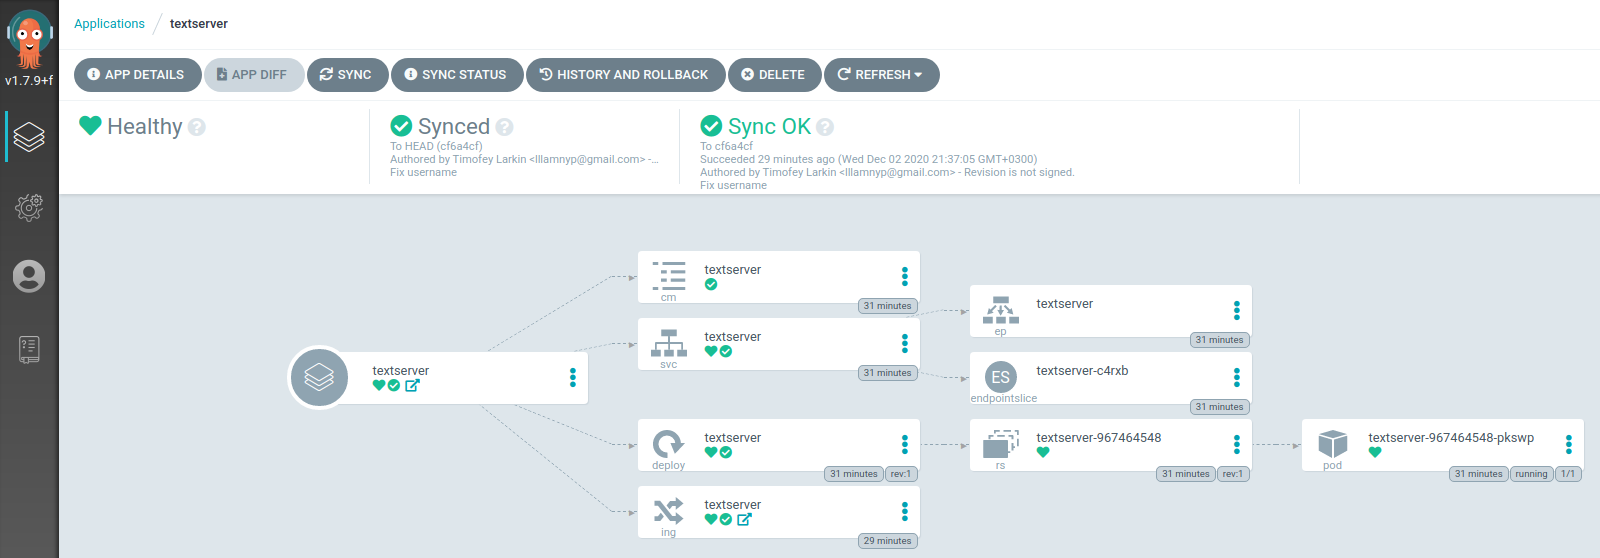 Applications / textserver
v1.7.9+f
APP DETAILS
APP DIFF
SYNC
SYNC STATUS
HISTORY AND ROLLBACK
DELETE
REFRESH
Healthy ?
Synced ?
To HEAD (cf6a4cf)
Authored by Timofey Larkin <lllamnyp@gmail.com> -...
Fix username
Sync OK ?
To cf6a4cf
Succeeded 29 minutes ago (Wed Dec 02 2020 21:37:05 GMT+0300)
Authored by Timofey Larkin <lllamnyp@gmail.com> - Revision is not signed.
Fix username
textserver
textserver
cm
31 minutes
textserver
svc
31 minutes
textserver
ep
31 minutes
ES
textserver-c4rxb
endpointslice
31 minutes
textserver
deploy
31 minutes
rev:1
textserver-967464548
rs
31 minutes
rev:1
textserver-967464548-pkswp
pod
31 minutes
running
1/1
textserver
ing
29 minutes